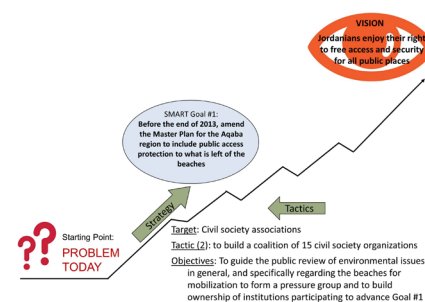 VISION
Jordanians enjoy their right
to free access and security
for all public places
SMART Goal #1:
Before the end of 2013, amend
the Master Plan for the Aqaba
region to include public access
protection to what is left of the
beaches
Strategy
Tactics
??
Starting Point:
PROBLEM
TODAY
Target: Civil society associations
Tactic (2): to build a coalition of 15 civil society organizations
Objectives: To guide the public review of environmental issues
in general, and specifically regarding the beaches for
mobilization to form a pressure group and to build
ownership of institutions participating to advance Goal #1